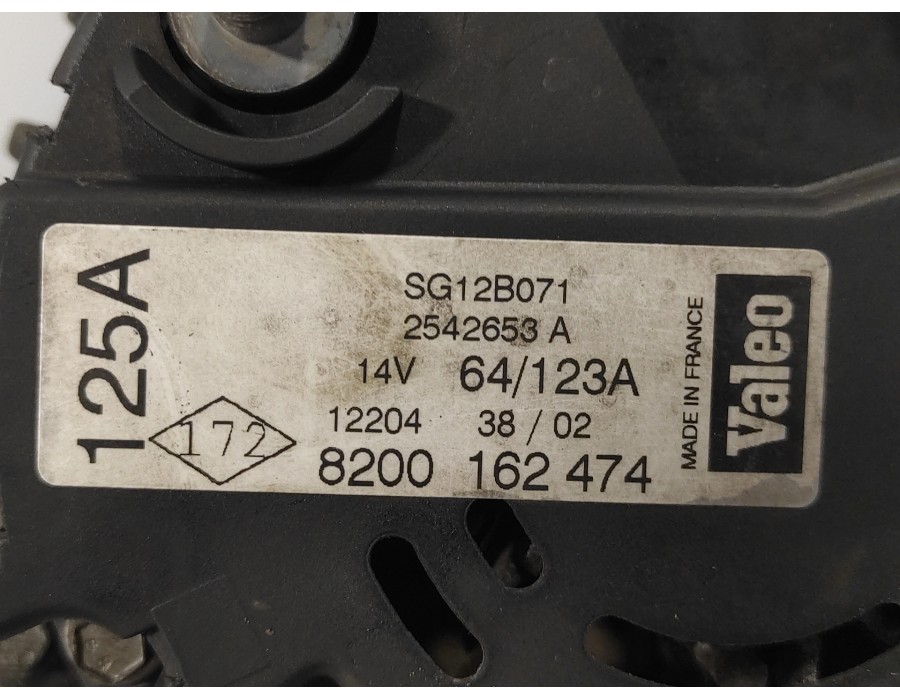 125A
172
SG12B071
2542653 A
14V 64/123A
12204 38 / 02
8200 162 474
MADE IN FRANCE
Valeo